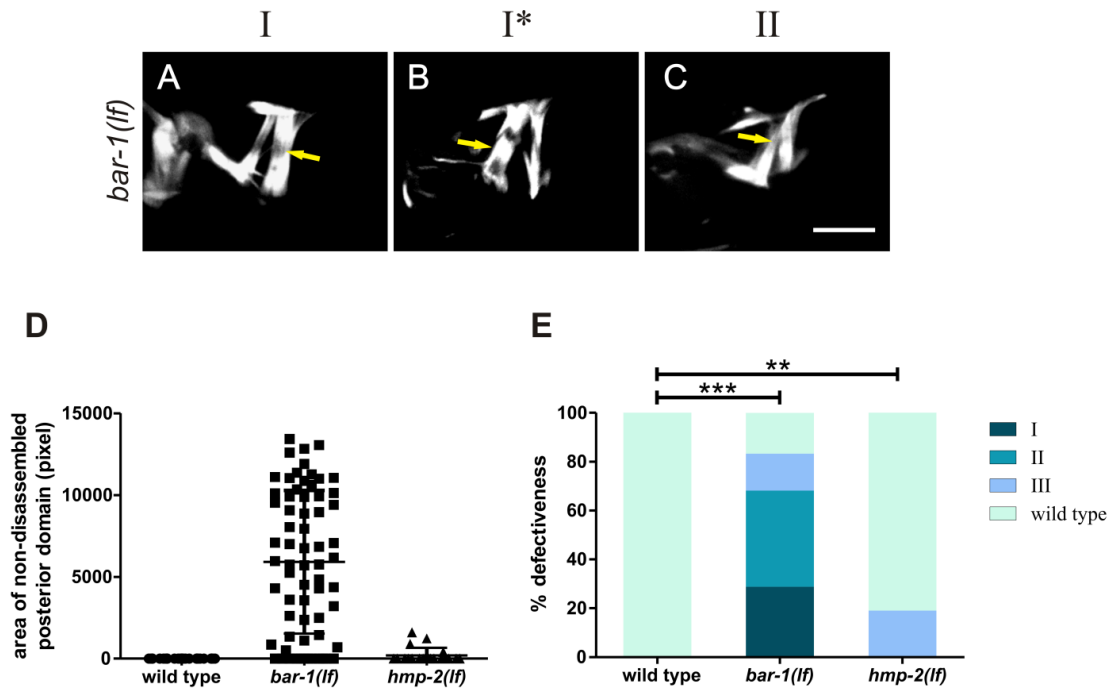 I I* II
bar-1(lf)
A B C
D
area of non-disassembled
posterior domain (pixel)
15000
10000
5000
0
wild type bar-1(lf) hmp-2(lf)
E
**
***
% defectiveness
100
80
60
40
20
0
wild type bar-1(lf) hmp-2(lf)
I
II
III
wild type